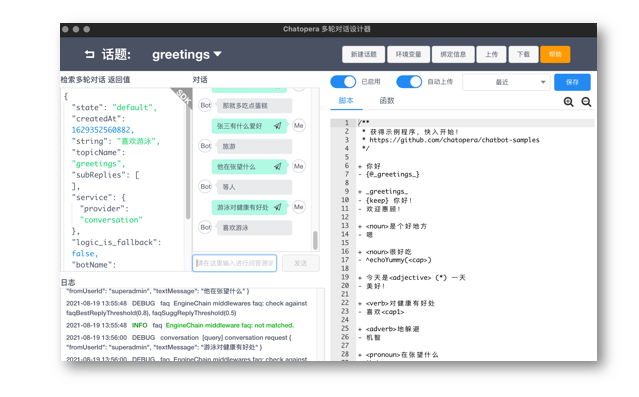 Chatopera 多轮对话设计器
话题: greetings
新建话题 环境变量 绑定信息 上传 下载 帮助
检索多轮对话 返回值
SDK
{
"state": "default",
"createdAt":
1629352560882,
"string": "喜欢游泳",
"topicName":
"greetings",
"subReplies": [
],
"service": {
"provider":
"conversation"
},
"logic_is_fallback":
false,
"botName":
对话
Bot 那就多吃点蛋糕
张三有什么爱好 Me
Bot 旅游
他在张望什么 Me
Bot 等人
游泳对健康有好处 Me
Bot 喜欢游泳
请在这里输入进行问答测试
发送
日志
"fromUserId": "superadmin", "textMessage": "他在张望什么" }
2021-08-19 13:55:48 DEBUG faq EngineChain middlewares faq: check against
faqBestReplyThreshold(0.8), faqSuggReplyThreshold(0.5)
2021-08-19 13:55:48 INFO faq EngineChain middleware faq: not matched.
2021-08-19 13:56:00 DEBUG conversation [query] conversation request {
"fromUserId": "superadmin", "textMessage": "游泳对健康有好处" }
2021-08-19 13:56:00 DEBUG faq EngineChain middlewares faq: check against
已启用 自动上传 最近 保存
脚本 函数
1 /**
2 * 获得示例程序，快入开始！
3 * https://github.com/chatopera/chatbot-samples
4 */
5
6 + 你好
7 - {@_greetings_}
8
9 + _greetings_
10 - {keep} 你好!
11 - 欢迎惠顾!
12
13 + <noun>是个好地方
14 - 嗯
15
16 + <noun>很好吃
17 - ^echoYummy(<cap>)
18
19 + 今天是<adjective> (*) 一天
20 - 美好!
21
22 + <verb>对健康有好处
23 - 喜欢<cap1>
24
25 + <adverb>地躲避
26 - 机智
27
28 + <pronoun>在张望什么